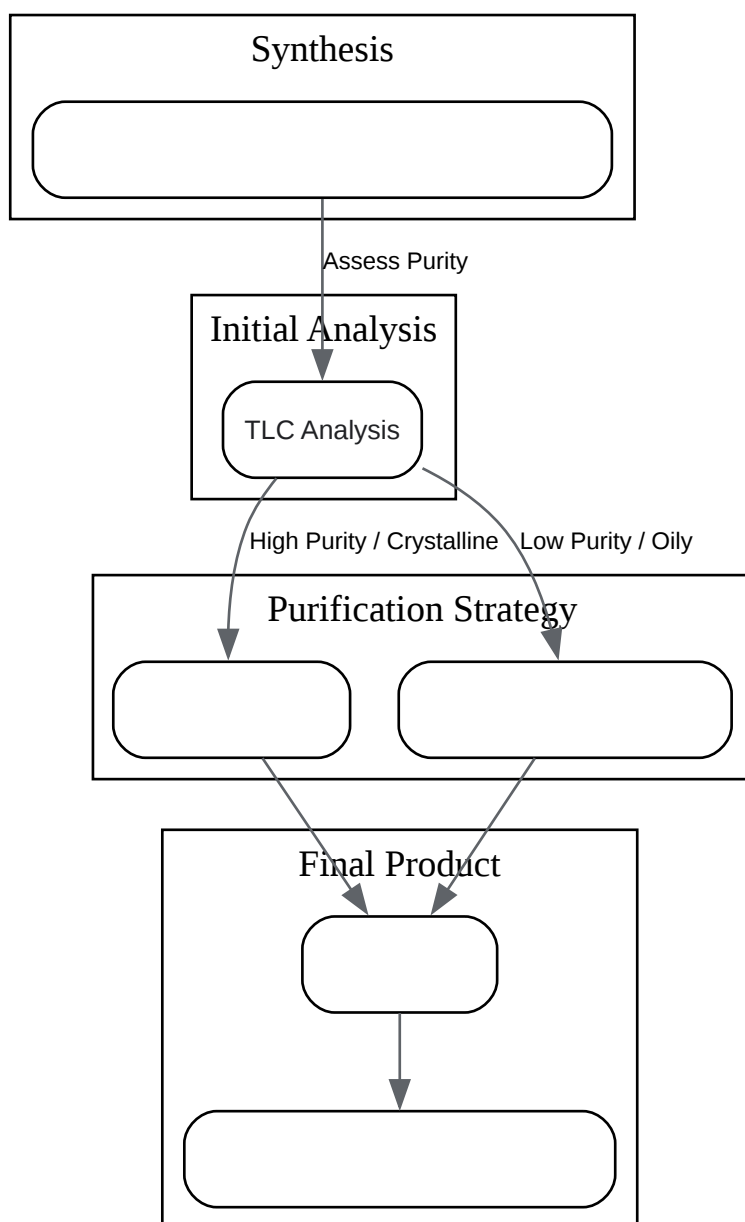 Synthesis
Assess Purity
Initial Analysis
TLC Analysis
High Purity / Crystalline
Low Purity / Oily
Purification Strategy
Final Product